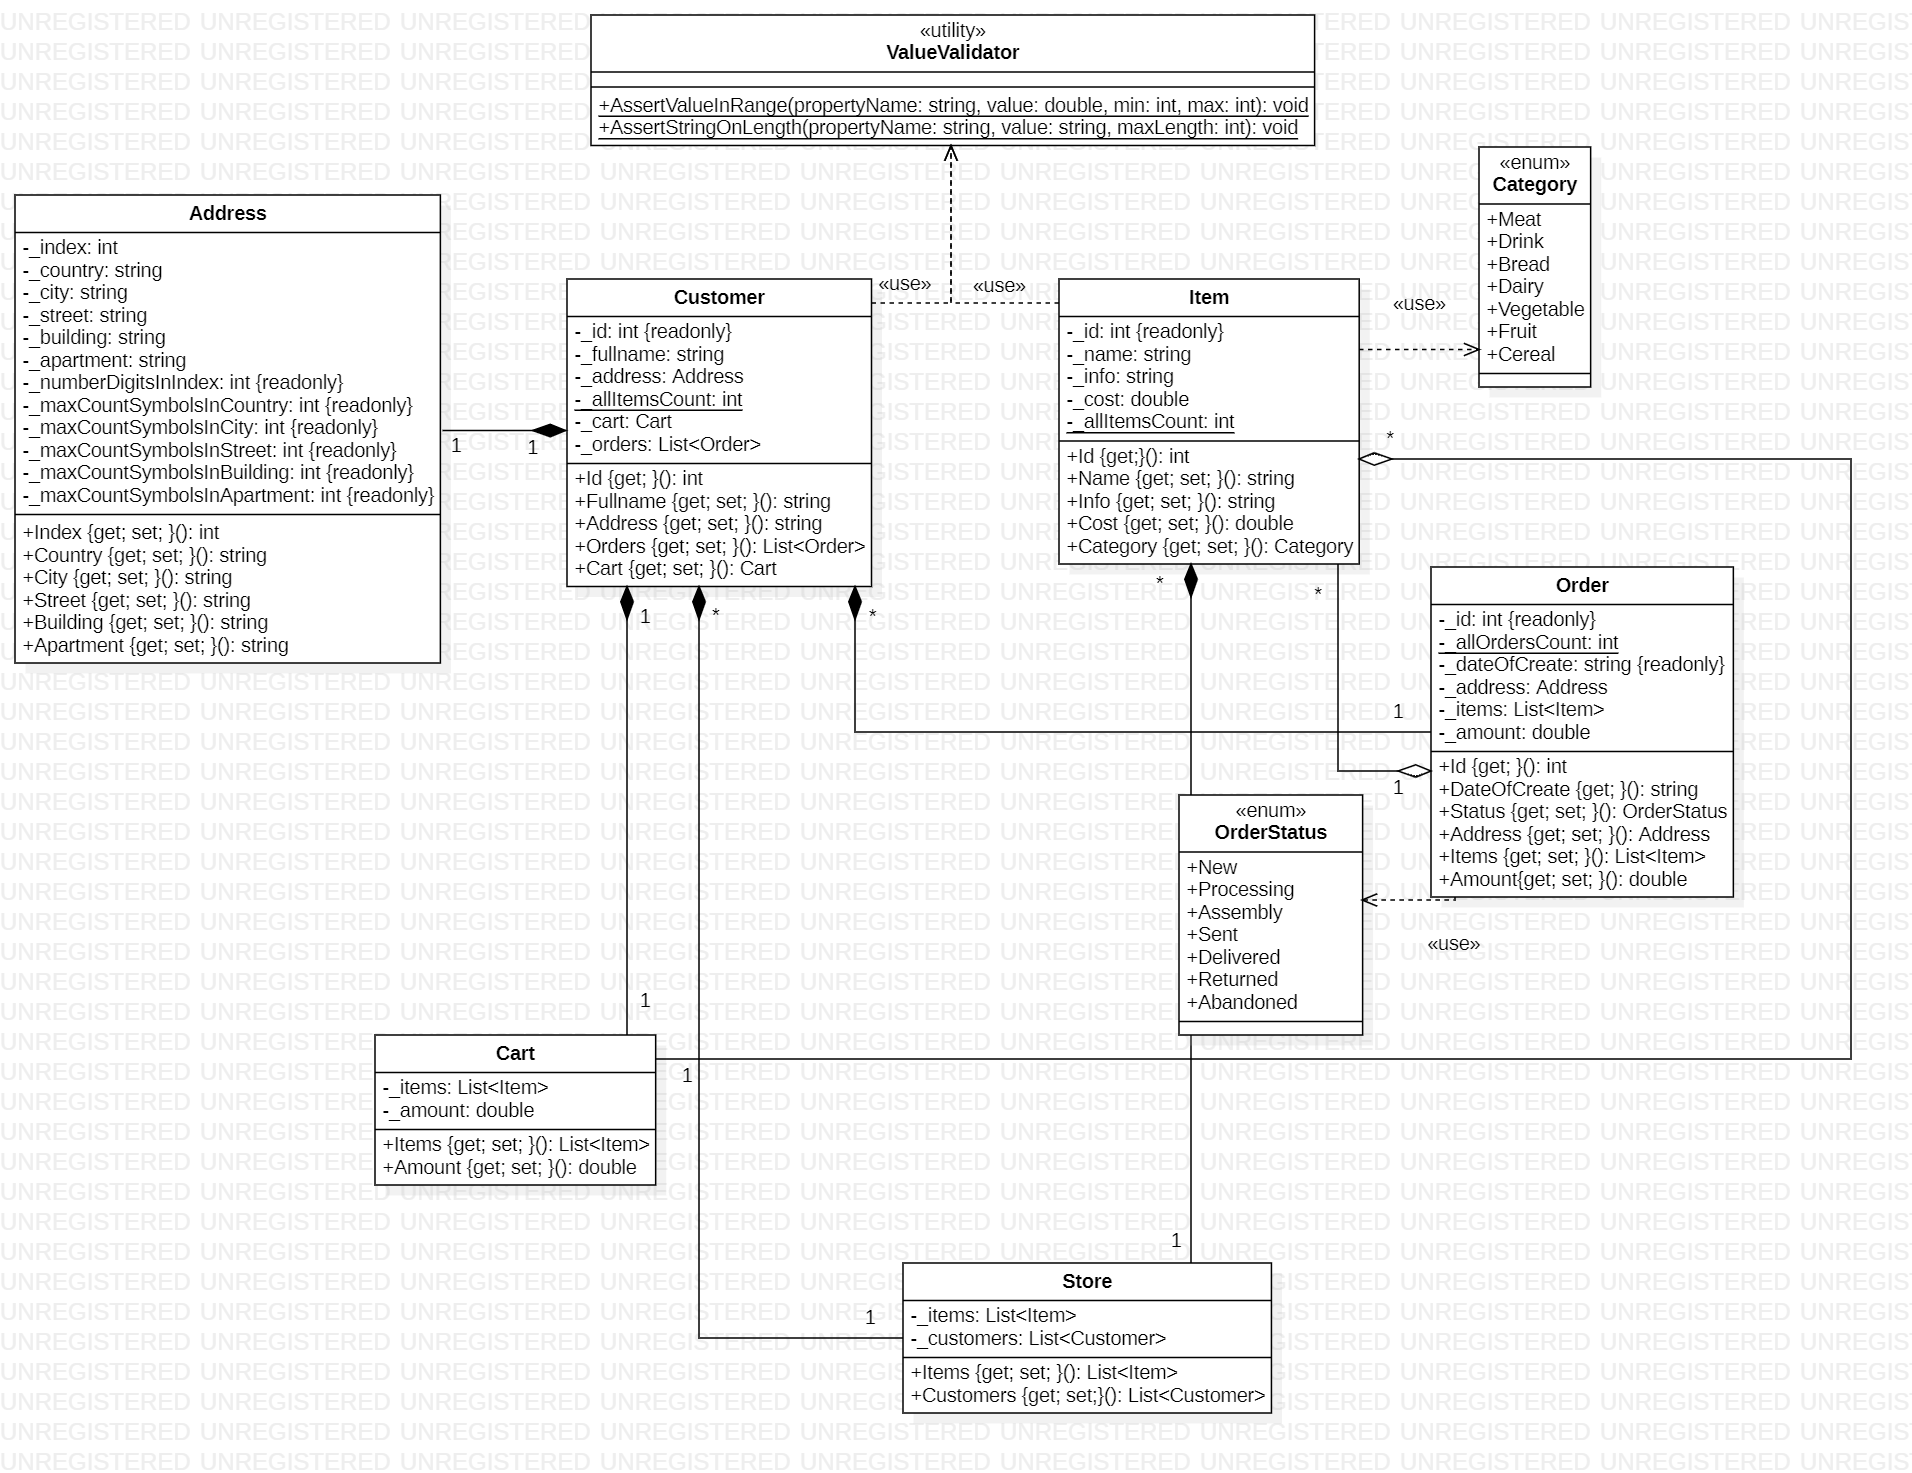 «utility»
ValueValidator
+AssertValueInRange(propertyName: string, value: double, min: int, max: int): void
+AssertStringOnLength(propertyName: string, value: string, maxLength: int): void
«enum»
Category
+Meat
+Drink
+Bread
+Dairy
+Vegetable
+Fruit
+Cereal
Address
-_index: int
-_country: string
-_city: string
-_street: string
-_building: string
-_apartment: string
-_numberDigitsInIndex: int {readonly}
-_maxCountSymbolsInCountry: int {readonly}
-_maxCountSymbolsInCity: int {readonly}
-_maxCountSymbolsInStreet: int {readonly}
-_maxCountSymbolsInBuilding: int {readonly}
-_maxCountSymbolsInApartment: int {readonly}
+Index {get; set; }(): int
+Country {get; set; }(): string
+City {get; set; }(): string
+Street {get; set; }(): string
+Building {get; set; }(): string
+Apartment {get; set; }(): string
1
1
Customer
-_id: int {readonly}
-_fullname: string
-_address: Address
-_allItemsCount: int
-_cart: Cart
-_orders: List<Order>
+Id {get; }(): int
+Fullname {get; set; }(): string
+Address {get; set; }(): string
+Orders {get; set; }(): List<Order>
+Cart {get; set; }(): Cart
«use»
«use»
Item
-_id: int {readonly}
-_name: string
-_info: string
-_cost: double
-_allItemsCount: int
+Id {get;}(): int
+Name {get; set; }(): string
+Info {get; set; }(): string
+Cost {get; set; }(): double
+Category {get; set; }(): Category
«use»
*
1
*
*
*
*
Order
-_id: int {readonly}
-_allOrdersCount: int
-_dateOfCreate: string {readonly}
-_address: Address
-_items: List<Item>
-_amount: double
+Id {get; }(): int
+DateOfCreate {get; }(): string
+Status {get; set; }(): OrderStatus
+Address {get; set; }(): Address
+Items {get; set; }(): List<Item>
+Amount{get; set; }(): double
1
1
«enum»
OrderStatus
+New
+Processing
+Assembly
+Sent
+Delivered
+Returned
+Abandoned
«use»
1
Cart
-_items: List<Item>
-_amount: double
+Items {get; set; }(): List<Item>
+Amount {get; set; }(): double
1
1
1
Store
-_items: List<Item>
-_customers: List<Customer>
+Items {get; set; }(): List<Item>
+Customers {get; set;}(): List<Customer>